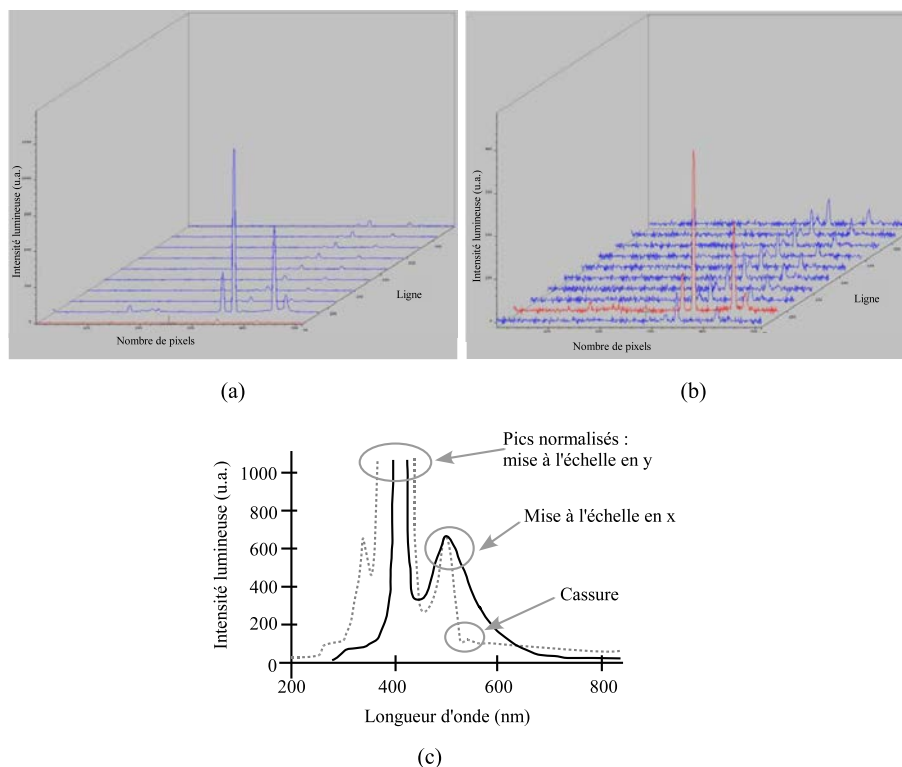 Intensité lumineuse (u.a.)
Nombre de pixels
Ligne
(a)
Intensité lumineuse (u.a.)
Nombre de pixels
Ligne
(b)
Pics normalisés :
mise à l'échelle en y
Mise à l'échelle en x
Cassure
Intensité lumineuse (u.a.)
1000
800
600
400
200
0
200
400
600
800
Longueur d'onde (nm)
(c)